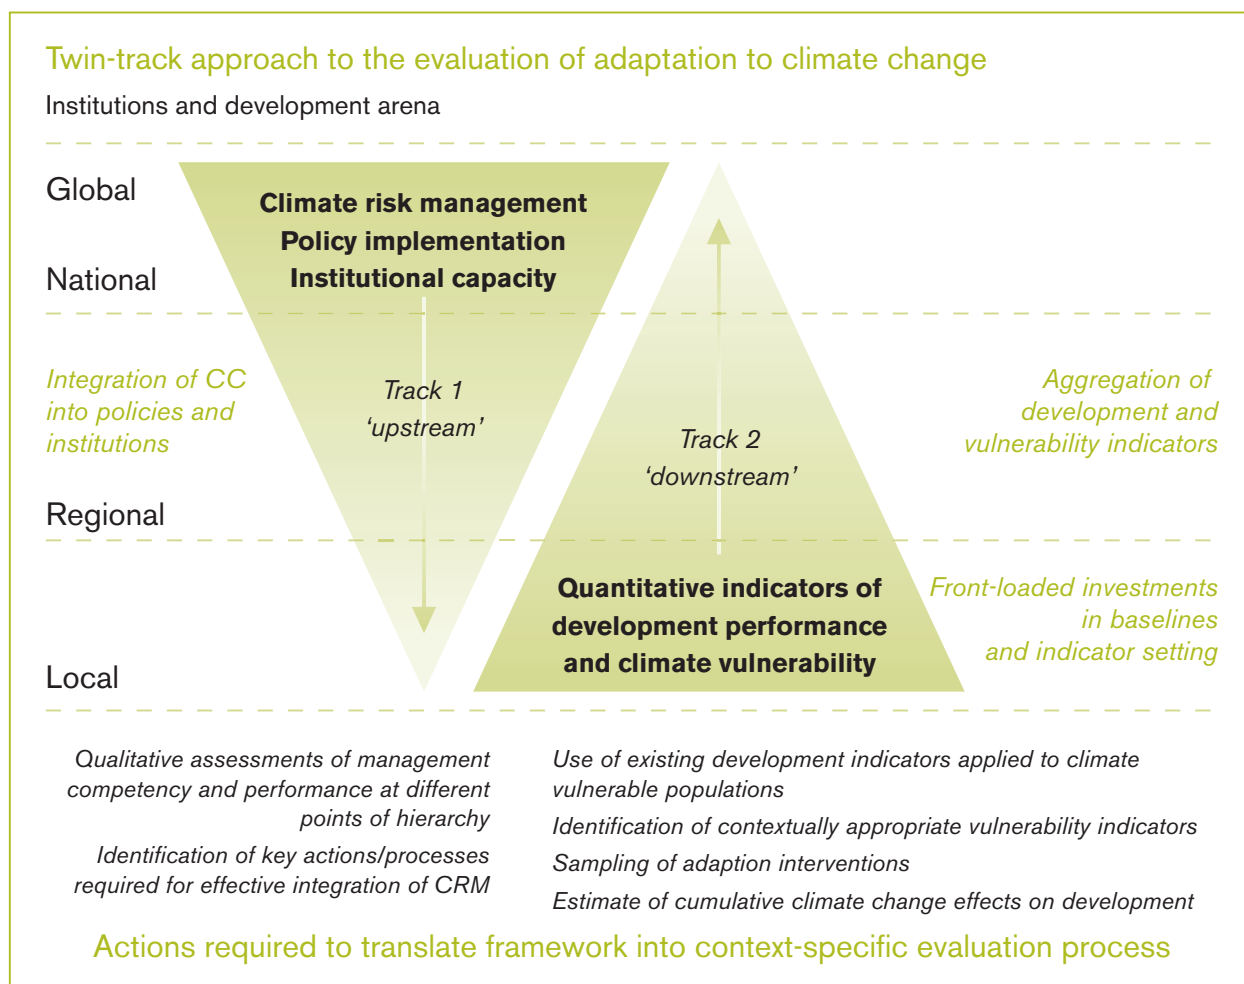 Twin-track approach to the evaluation of adaptation to climate change
Institutions and development arena
Global
National
Regional
Local
Climate risk management
Policy implementation
Institutional capacity
Integration of CC
into policies and
institutions
Track 1
‘upstream’
Track 2
‘downstream’
Aggregation of
development and
vulnerability indicators
Quantitative indicators of
development performance
and climate vulnerability
Front-loaded investments
in baselines
and indicator setting
Qualitative assessments of management
competency and performance at different
points of hierarchy
Identification of key actions/processes
required for effective integration of CRM
Use of existing development indicators applied to climate
vulnerable populations
Identification of contextually appropriate vulnerability indicators
Sampling of adaption interventions
Estimate of cumulative climate change effects on development
Actions required to translate framework into context-specific evaluation process